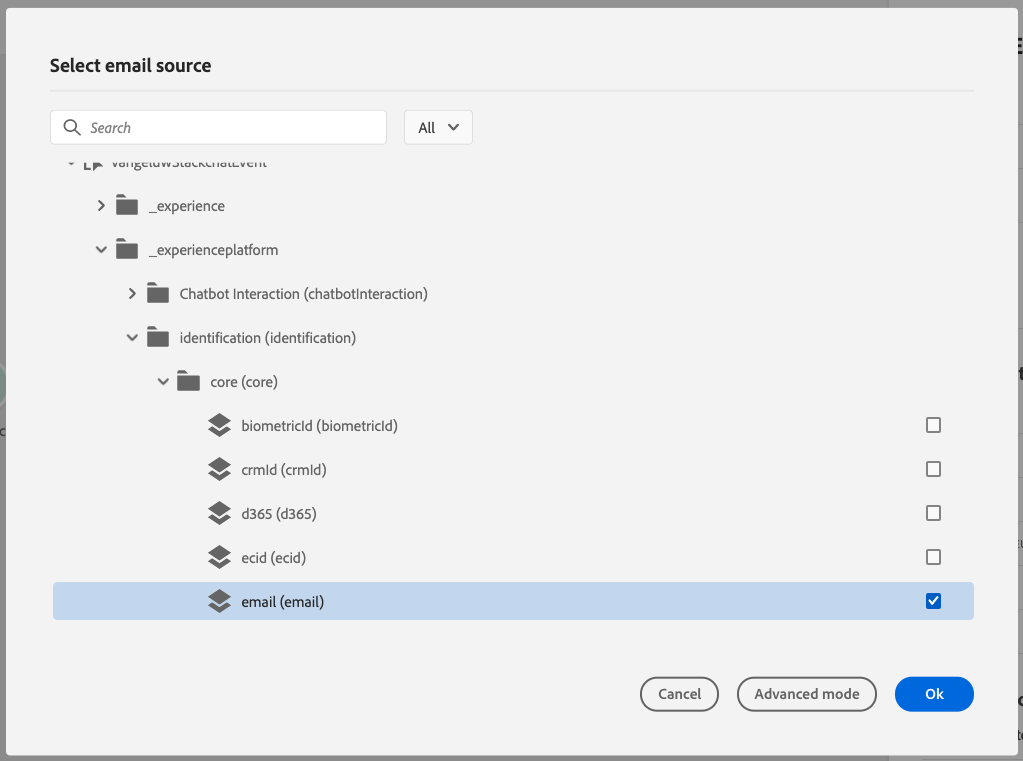 Select email source
Search
All
_experience
_experienceplatform
Chatbot Interaction (chatbotInteraction)
identification (identification)
core (core)
biometricId (biometricId)
crmId (crmId)
d365 (d365)
ecid (ecid)
email (email)
Cancel
Advanced mode
Ok